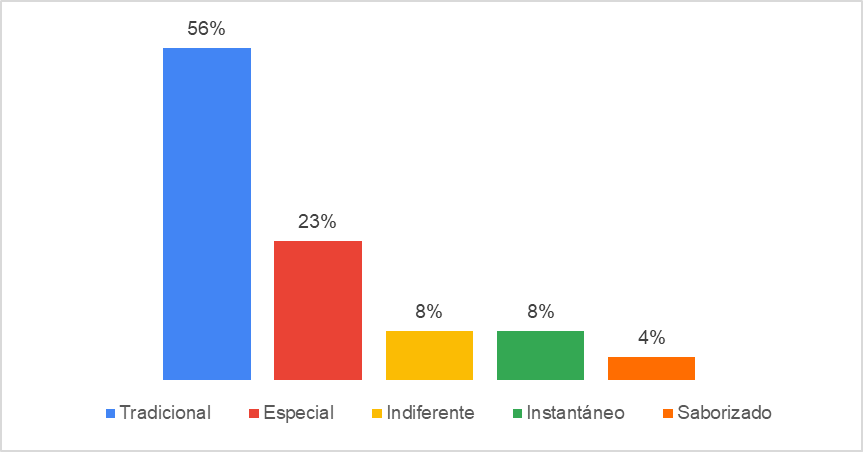 56%
23%
8%
8%
4%
Tradicional
Especial
Indiferente
Instantáneo
Saborizado